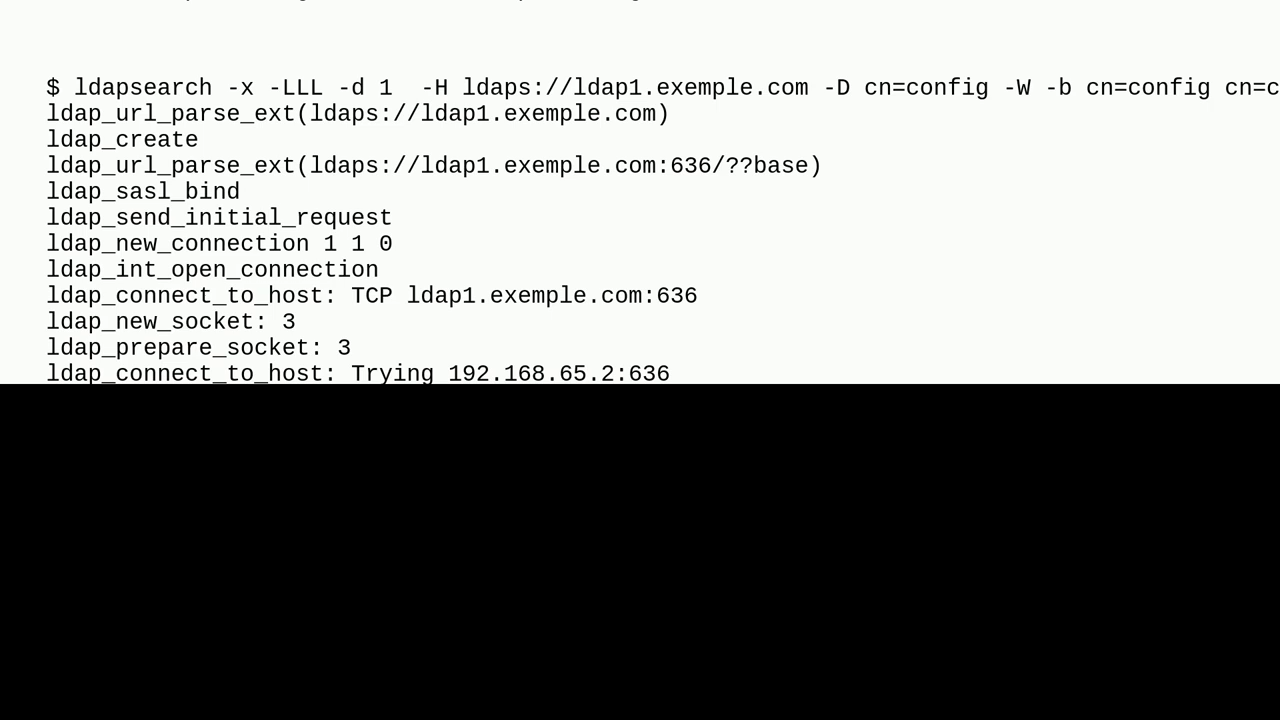 $ ldapsearch -x -LLL -d 1  -H ldaps://ldap1.exemple.com -D cn=config -W -b cn=config cn=c
ldap_url_parse_ext(ldaps://ldap1.exemple.com)
ldap_create
ldap_url_parse_ext(ldaps://ldap1.exemple.com:636/??base)
ldap_sasl_bind
ldap_send_initial_request
ldap_new_connection 1 1 0
ldap_int_open_connection
ldap_connect_to_host: TCP ldap1.exemple.com:636
ldap_new_socket: 3
ldap_prepare_socket: 3
ldap_connect_to_host: Trying 192.168.65.2:636